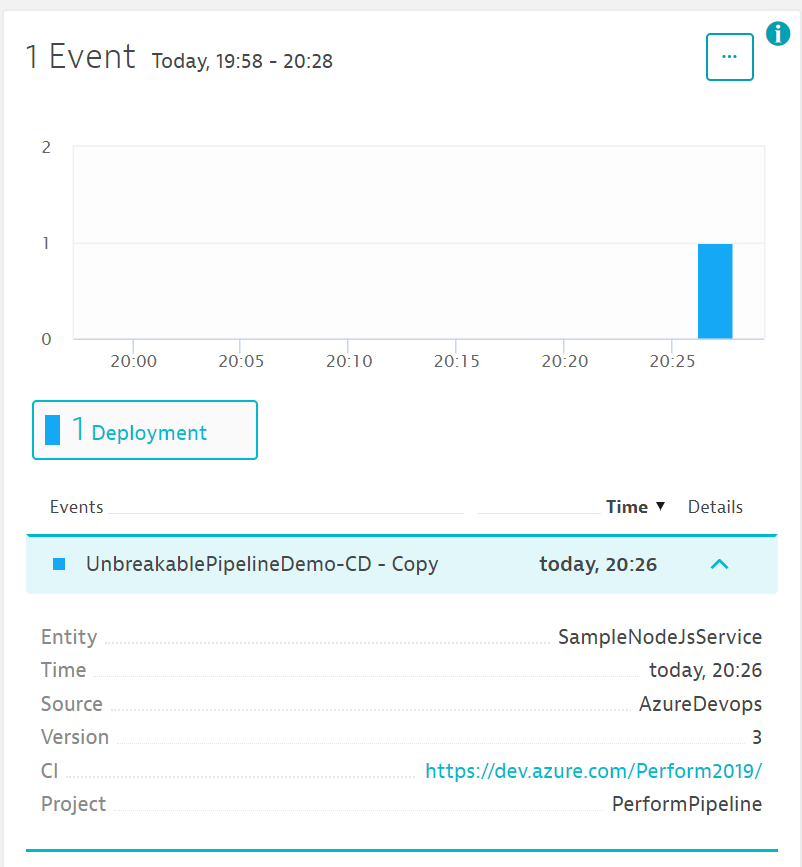 1 Event Today, 19:58 - 20:28
...
i
2
1
0
20:00 20:05 20:10 20:15 20:20 20:25
1 Deployment
Events Time ▼ Details
UnbreakablePipelineDemo-CD - Copy today, 20:26
Entity SampleNodeJsService
Time today, 20:26
Source AzureDevops
Version 3
CI https://dev.azure.com/Perform2019/
Project PerformPipeline